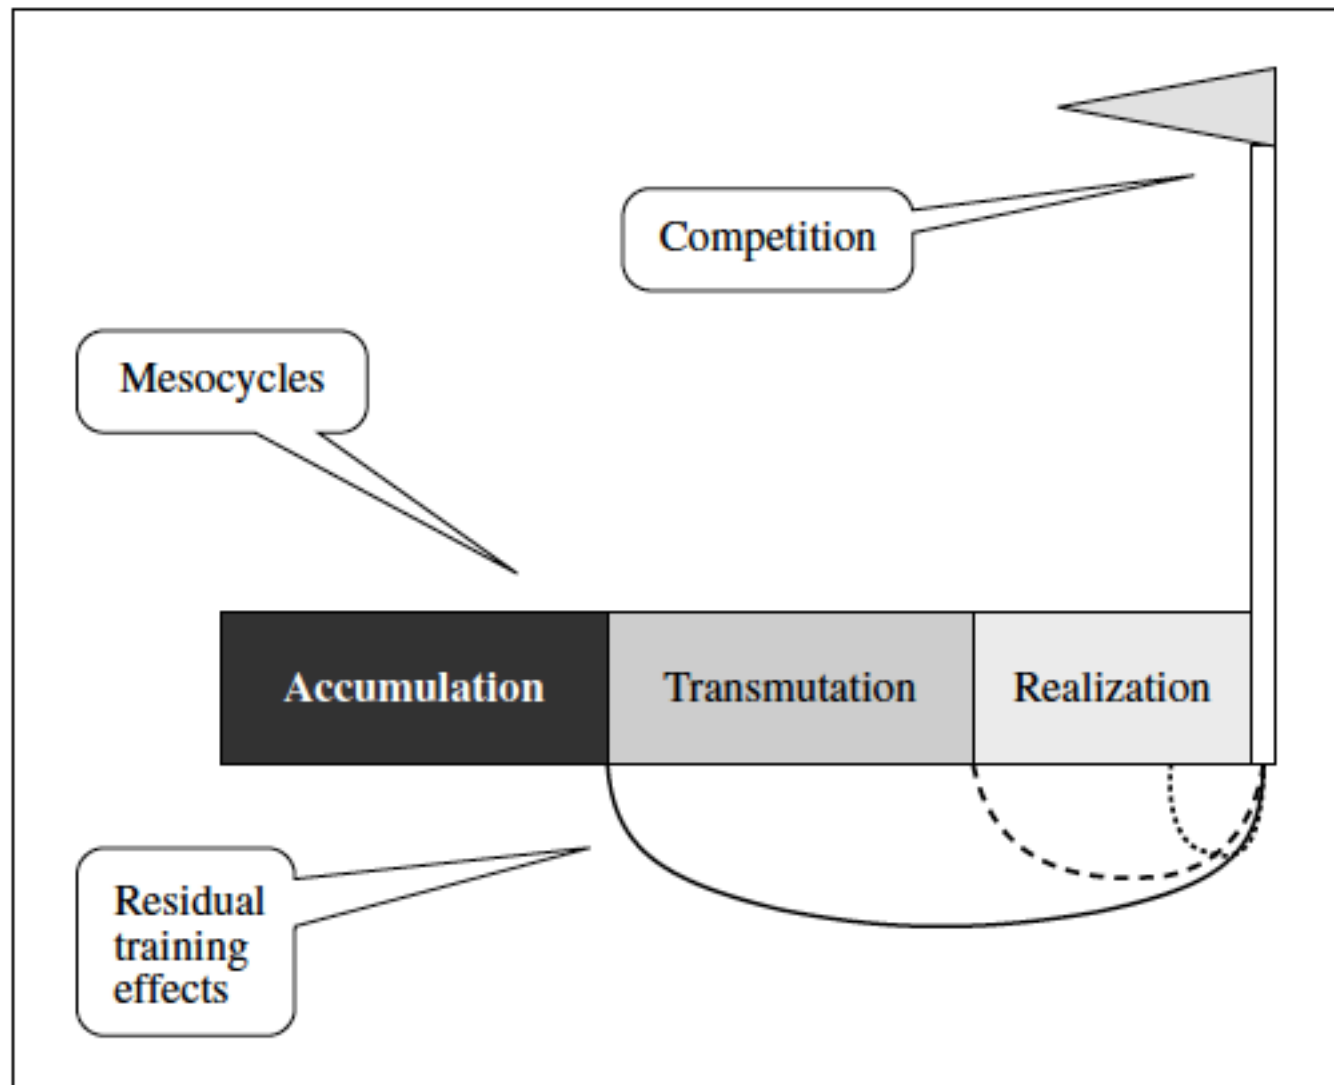 Competition
Mesocycles
Accumulation
Transmutation
Realization
Residual
training
effects